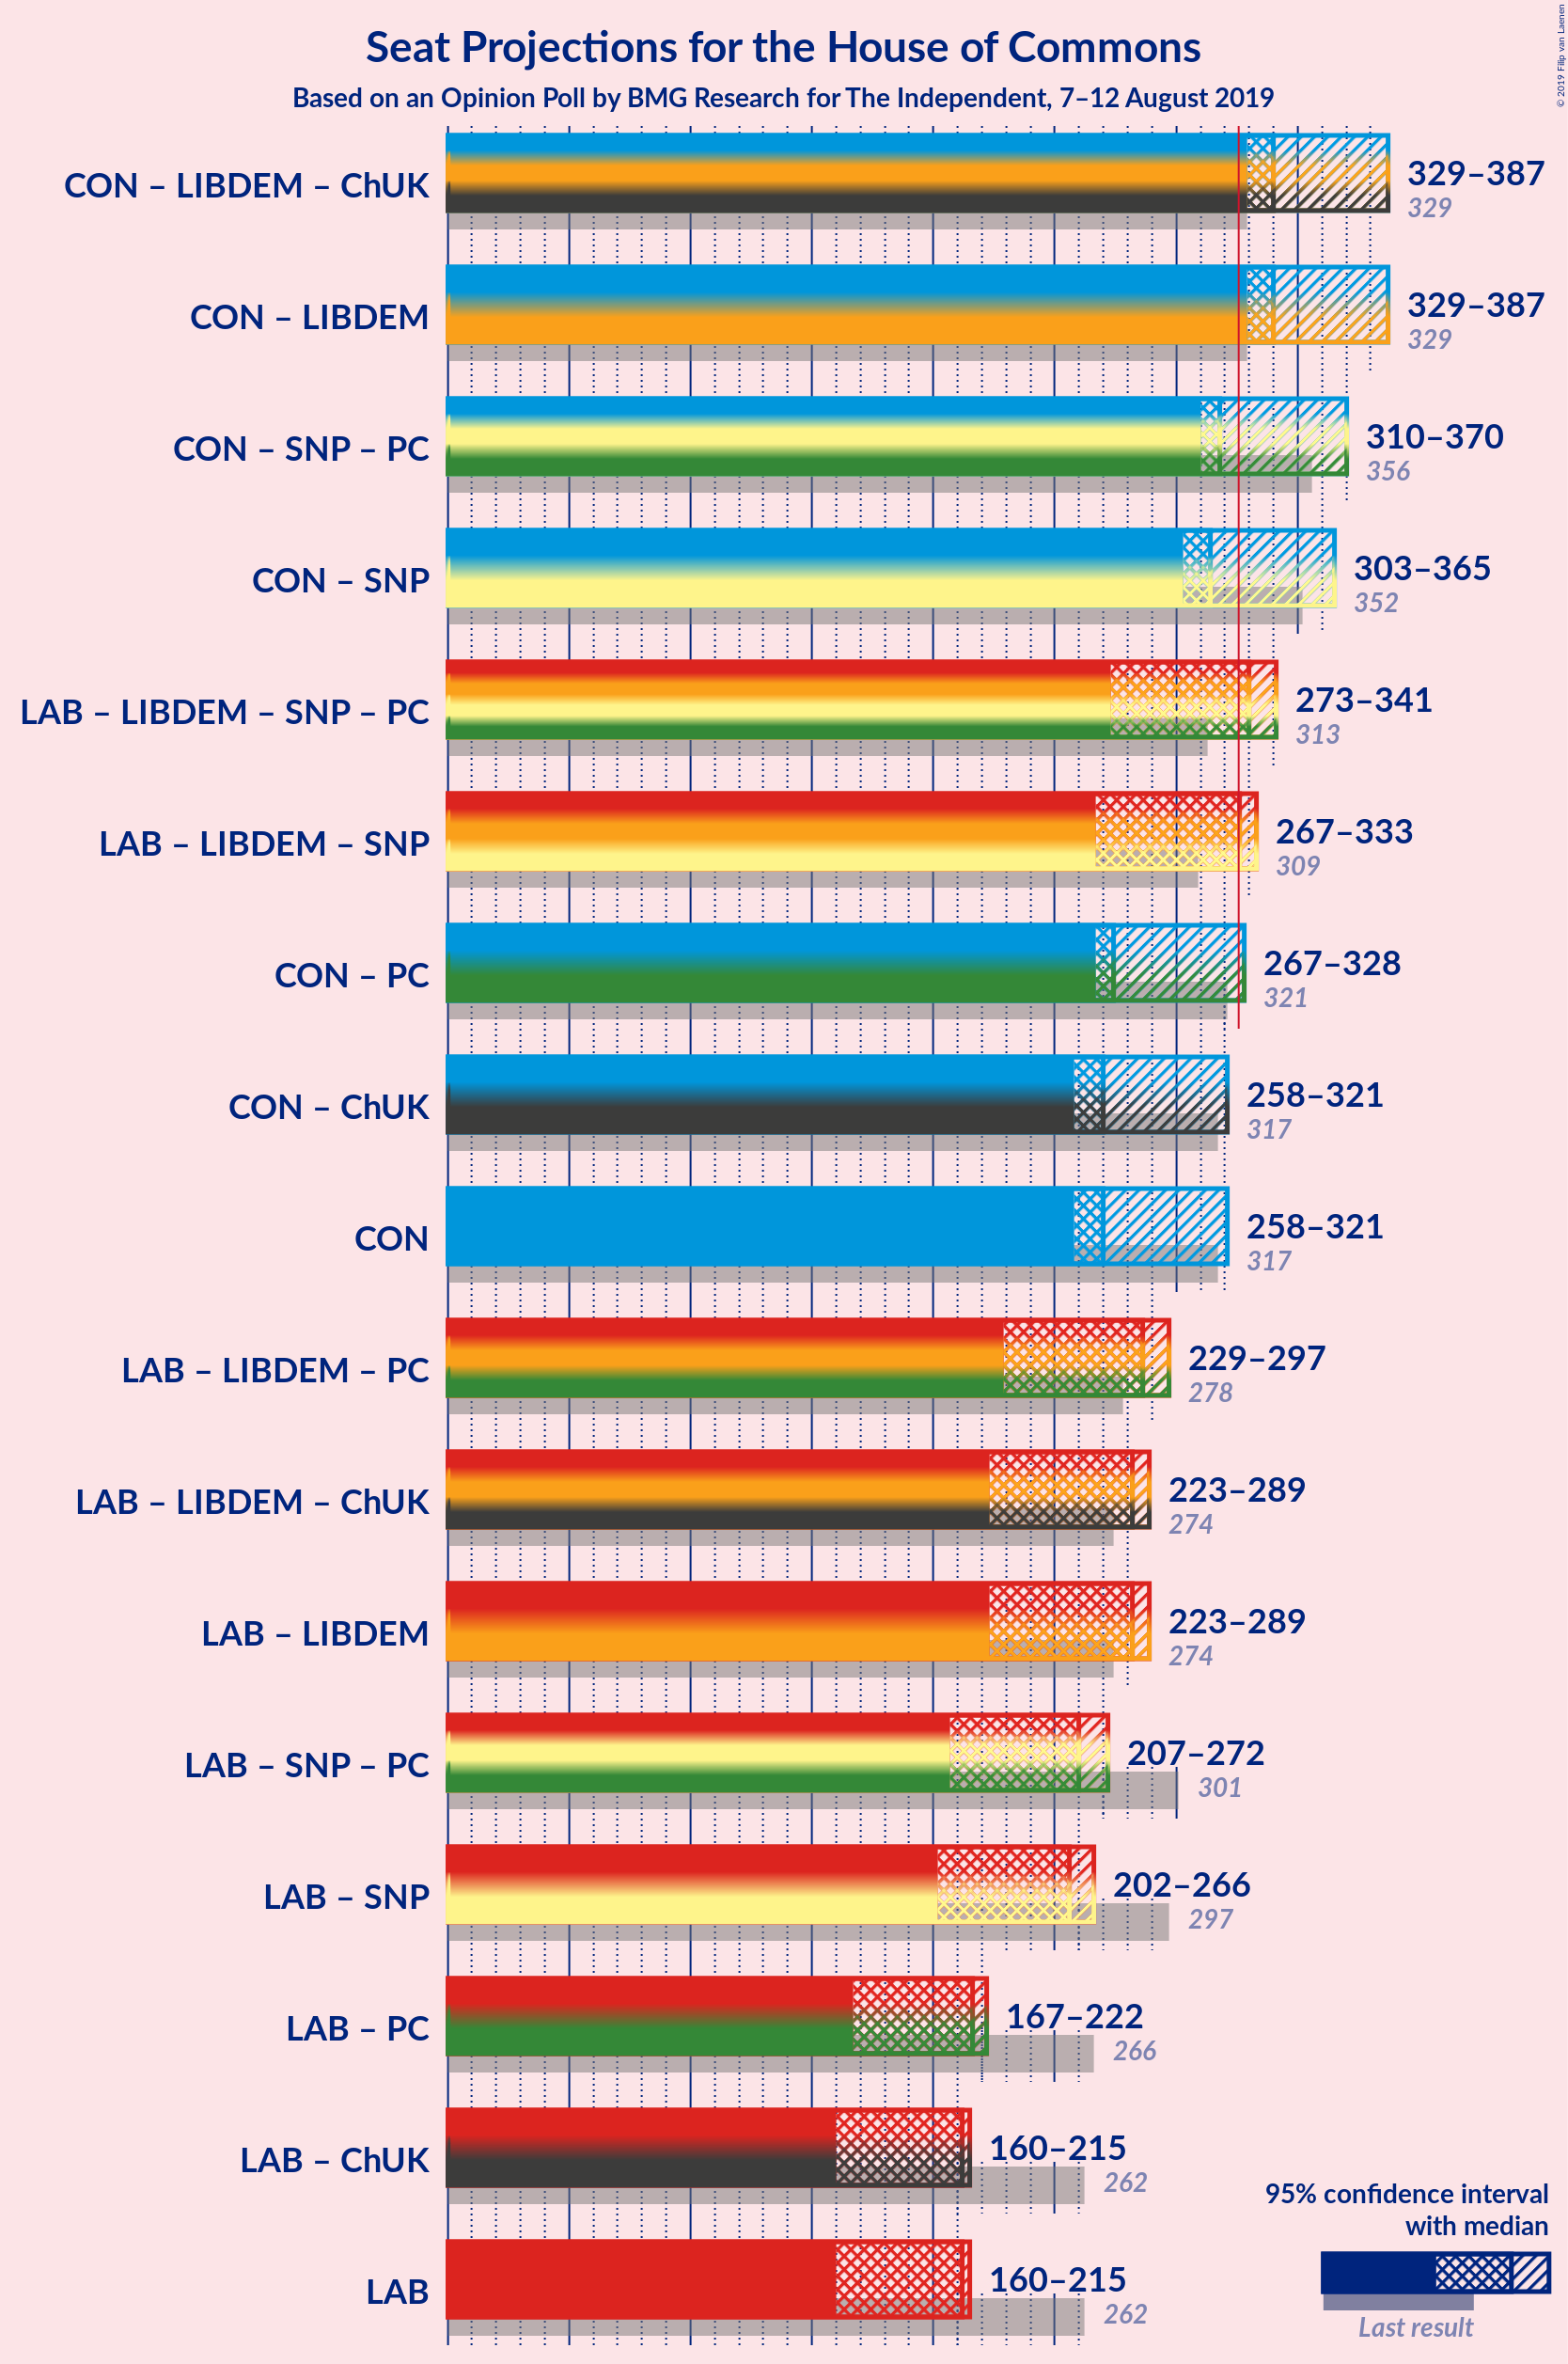 © 2019 Filip van Laenen
Seat Projections for the House of Commons
Based on an Opinion Poll by BMG Research for The Independent, 7–12 August 2019
CON – LIBDEM – ChUK
329–387
329
CON – LIBDEM
329–387
329
CON – SNP – PC
310–370
356
CON – SNP
303–365
352
LAB – LIBDEM – SNP – PC
273–341
313
LAB – LIBDEM – SNP
267–333
309
CON – PC
267–328
321
CON – ChUK
258–321
317
CON
258–321
317
LAB – LIBDEM – PC
229–297
278
LAB – LIBDEM – ChUK
223–289
274
LAB – LIBDEM
223–289
274
LAB – SNP – PC
207–272
301
LAB – SNP
202–266
297
LAB – PC
167–222
266
LAB – ChUK
160–215
262
LAB
160–215
262
95% confidence interval
with median
Last result